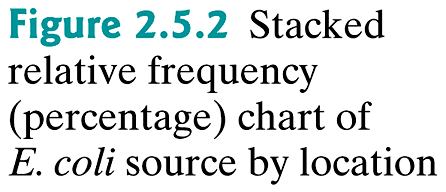 Figure 2.5.2 Stacked
relative frequency
(percentage) chart of
E. coli source by location